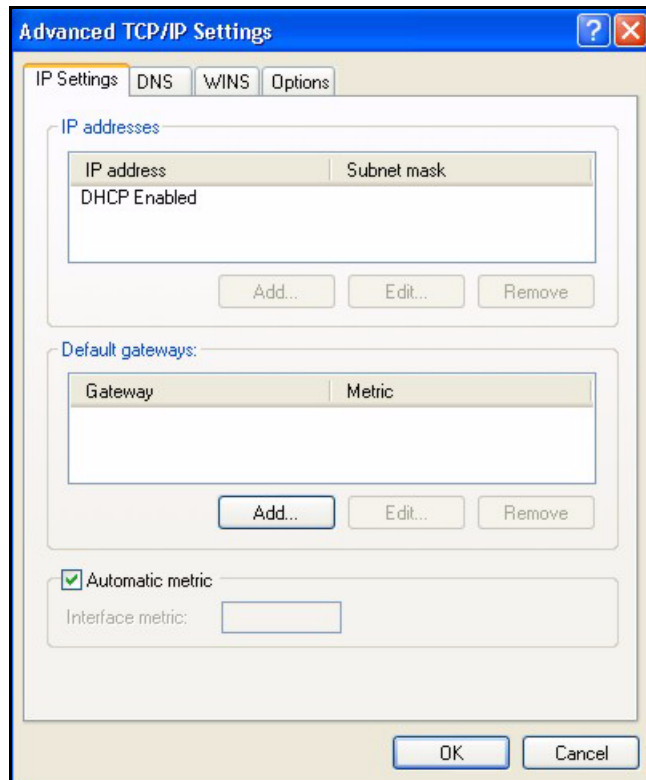 Advanced TCP/IP Settings
IP Settings DNS WINS Options
IP addresses
IP address Subnet mask
DHCP Enabled
Add... Edit... Remove
Default gateways:
Gateway Metric
Add... Edit... Remove
Automatic metric
Interface metric:
OK Cancel